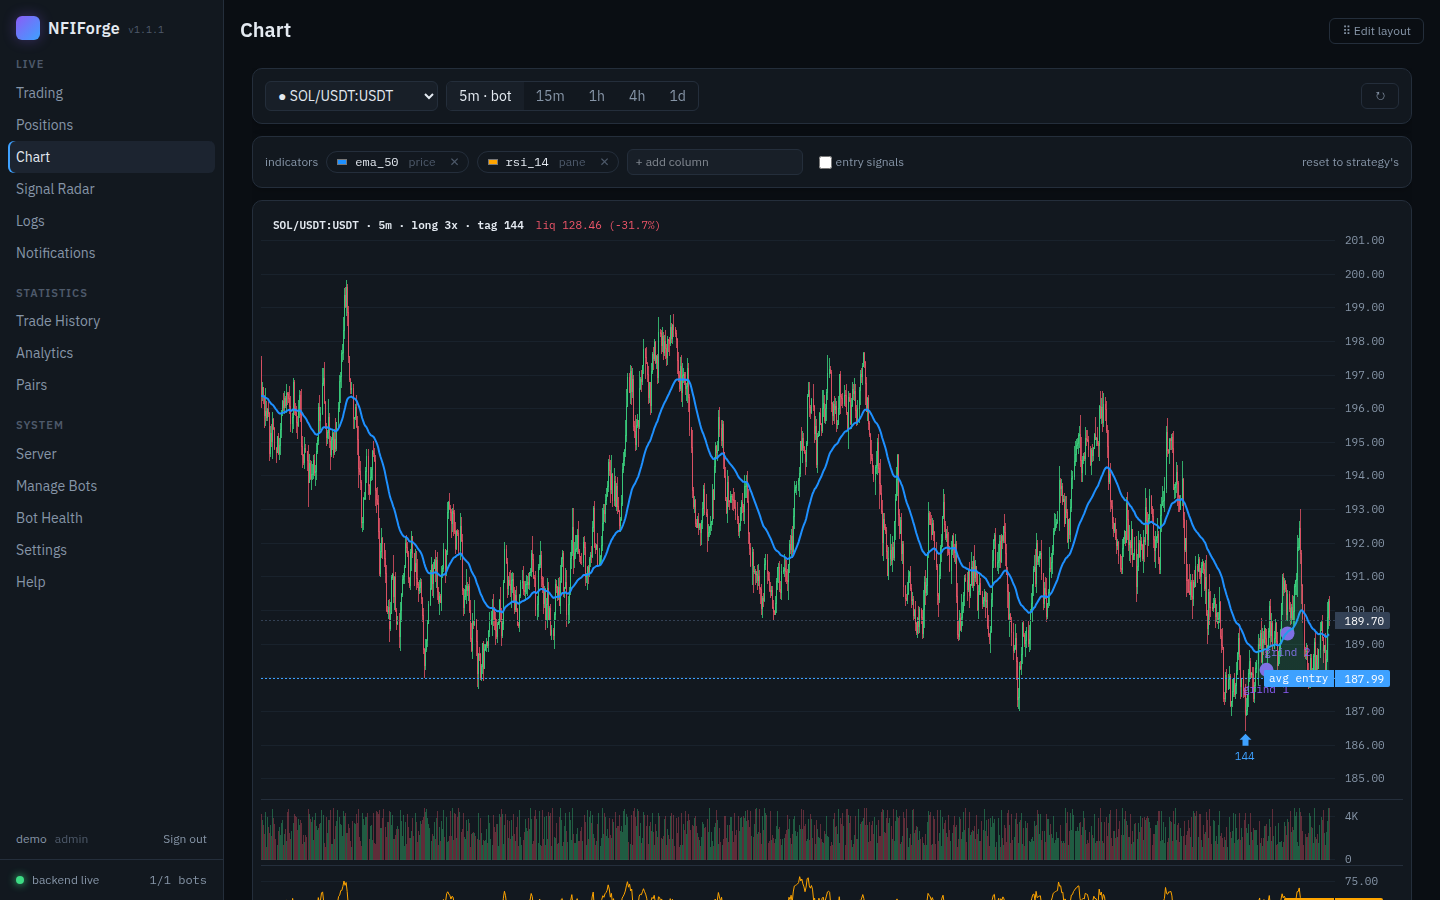 NFIForge v1.1.1
LIVE
Trading
Positions
Chart
Signal Radar
Logs
Notifications
STATISTICS
Trade History
Analytics
Pairs
SYSTEM
Server
Manage Bots
Bot Health
Settings
Help
demo admin Sign out
backend live 1/1 bots
Chart
Edit layout
SOL/USDT:USDT 5m · bot 15m 1h 4h 1d
indicators ema_50 price × rsi_14 pane × + add column entry signals reset to strategy's
SOL/USDT:USDT · 5m · long 3x · tag 144 liq 128.46 (-31.7%)
201.00
200.00
199.00
198.00
197.00
196.00
195.00
194.00
193.00
192.00
191.00
190.00
189.70
189.00
avg entry 187.99
187.00
186.00
144
185.00
4K
0
75.00